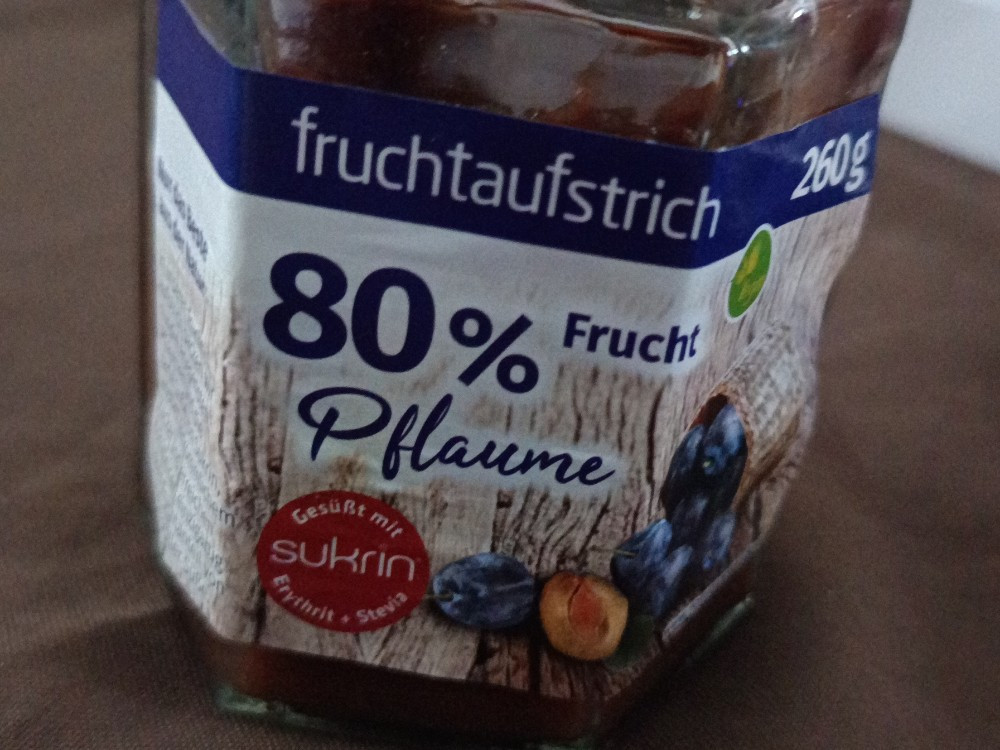 fruchtaufstrich
260g
80% Frucht
Pflaume
Gesüßt mit
sukrin
Erythrit + Stevia